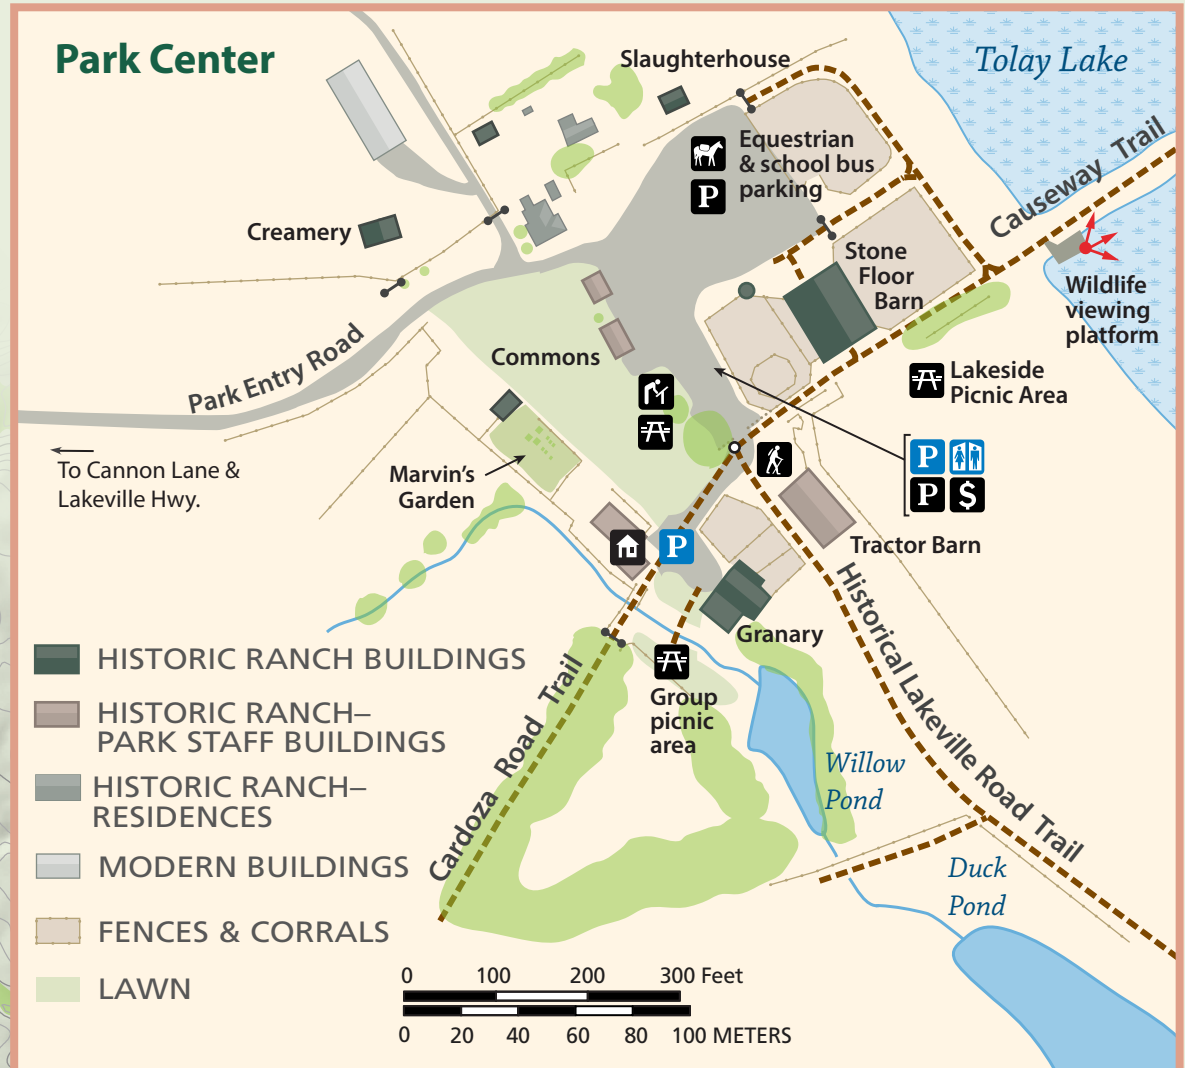 Park Center
Slaughterhouse
Tolay Lake
Equestrian
& school bus
parking
P
Causeway Trail
Creamery
Stone
Floor
Barn
Wildlife
viewing
platform
Park Entry Road
Commons
Lakeside
Picnic Area
To Cannon Lane &
Lakeville Hwy.
Marvin's
Garden
P
P $
Tractor Barn
P
Historical Lakeville Road Trail
Granary
Group
picnic
area
Cardoza Road Trail
Willow
Pond
Duck
Pond
HISTORIC RANCH BUILDINGS
HISTORIC RANCH–
PARK STAFF BUILDINGS
HISTORIC RANCH–
RESIDENCES
MODERN BUILDINGS
FENCES & CORRALS
LAWN
0 100 200 300 Feet
0 20 40 60 80 100 METERS